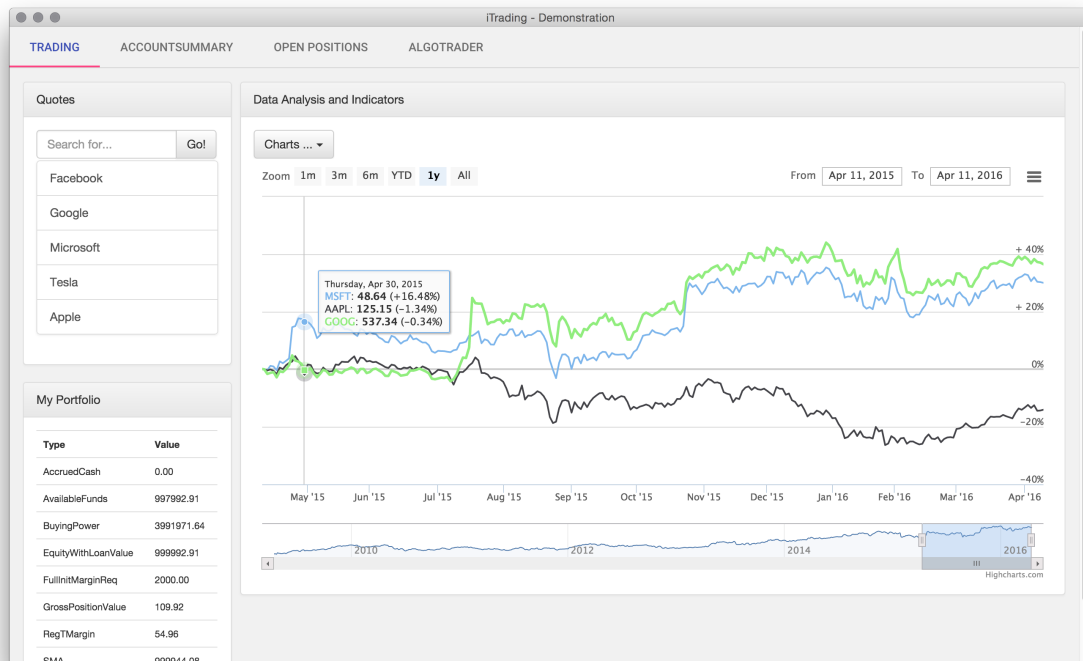 iTrading - Demonstration
TRADING ACCOUNTSUMMARY OPEN POSITIONS ALGOTRADER
Quotes
Search for... Go!
Facebook
Google
Microsoft
Tesla
Apple
My Portfolio
Type Value
AccruedCash 0.00
AvailableFunds 997992.91
BuyingPower 3991971.64
EquityWithLoanValue 999992.91
FullInitMarginReq 2000.00
GrossPositionValue 109.92
RegTMargin 54.96
SMA 999944.08
Data Analysis and Indicators
Charts ...
Zoom 1m 3m 6m YTD 1y All From Apr 11, 2015 To Apr 11, 2016
+ 40%
+ 20%
0%
−20%
−40%
Thursday, Apr 30, 2015
MSFT: 48.64 (+16.48%)
AAPL: 125.15 (−1.34%)
GOOG: 537.34 (−0.34%)
May '15 Jun '15 Jul '15 Aug '15 Sep '15 Oct '15 Nov '15 Dec '15 Jan '16 Feb '16 Mar '16 Apr '16
2010 2012 2014 2016
Highcharts.com